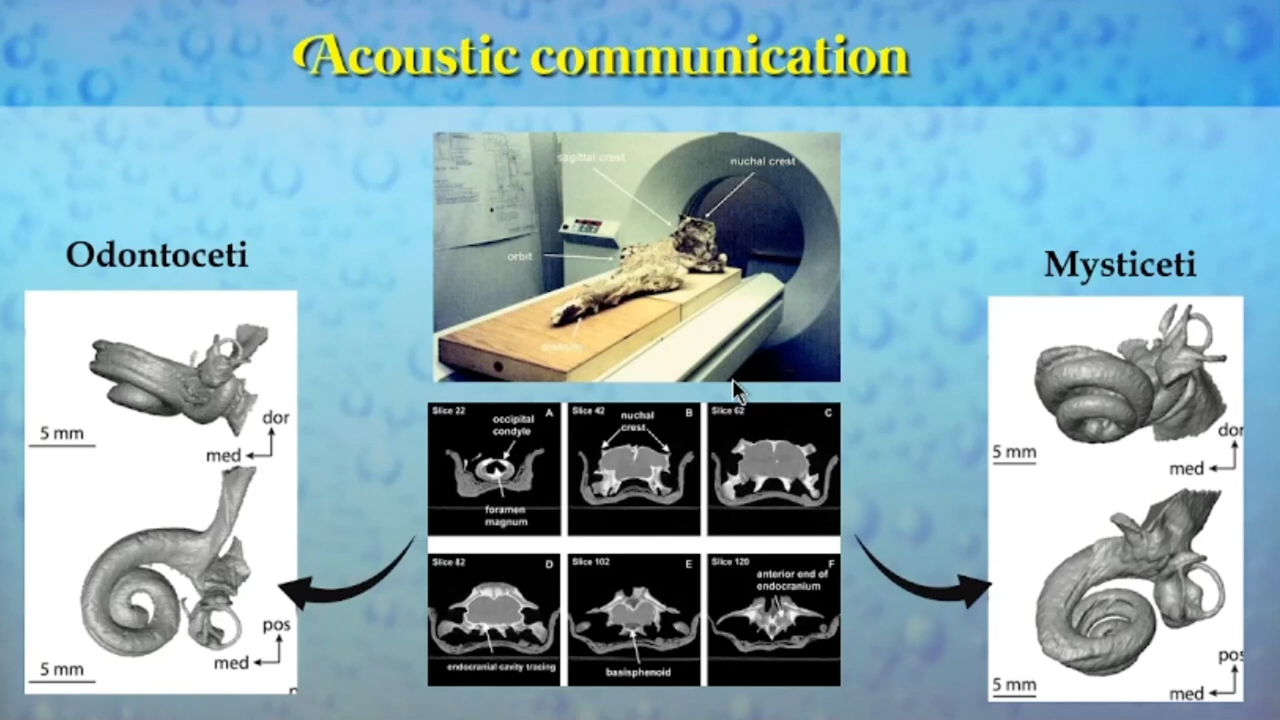 Acoustic communication
Odontoceti
5 mm
dor
med
5 mm
pos
med
sagittal crest
nuchal crest
orbit
Slice 22
A
occipital
condyle
foramen
magnum
Slice 42
B
nuchal
crest
Slice 62
C
Slice 82
D
endocranial cavity tracing
Slice 102
E
basisphenoid
Slice 120
F
anterior end of
endocranium
Mysticeti
5 mm
dor
med
5 mm
pos
med